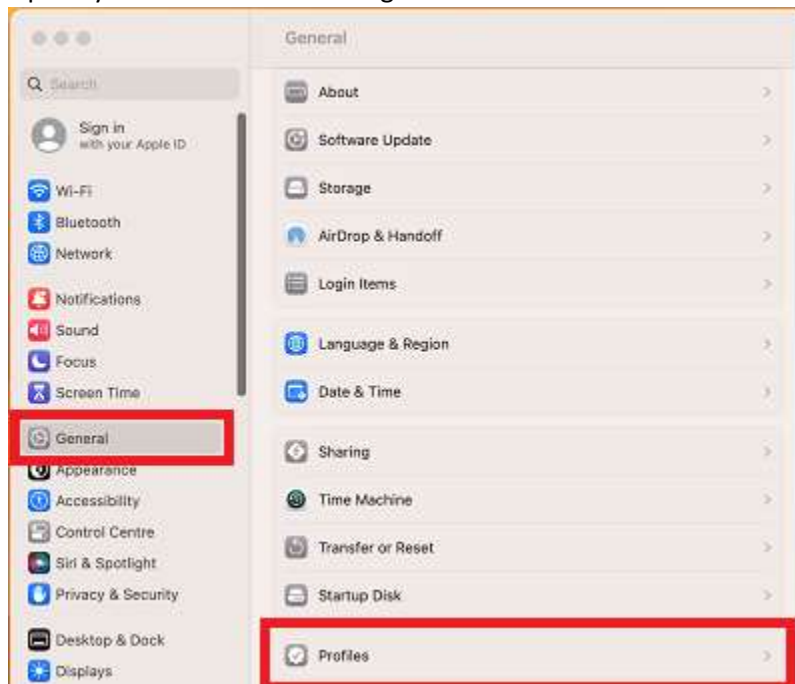 General
Search
Sign in
with your Apple ID
Wi-Fi
Bluetooth
Network
Notifications
Sound
Focus
Screen Time
General
Appearance
Accessibility
Control Centre
Siri & Spotlight
Privacy & Security
Desktop & Dock
Displays
About
Software Update
Storage
AirDrop & Handoff
Login Items
Language & Region
Date & Time
Sharing
Time Machine
Transfer or Reset
Startup Disk
Profiles